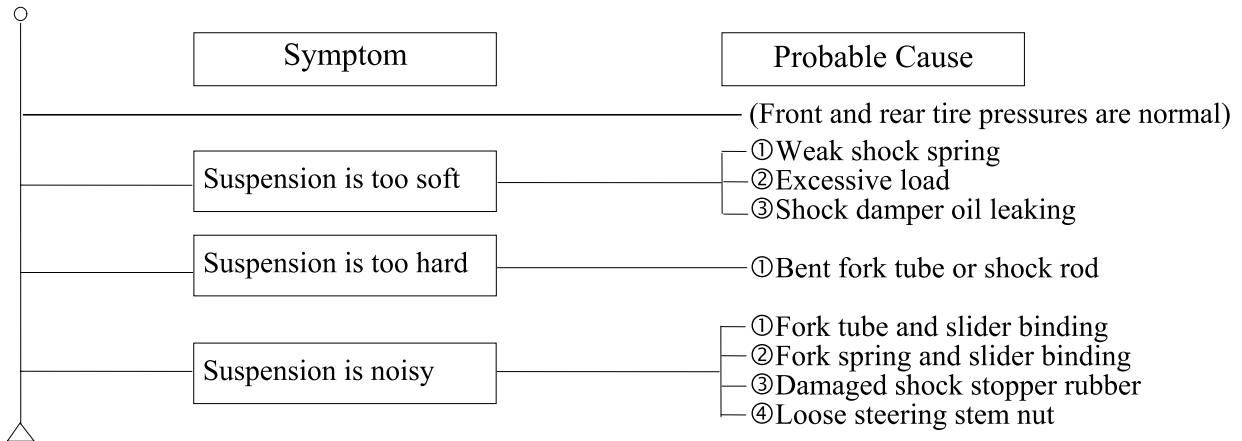 Symptom
Probable Cause
(Front and rear tire pressures are normal)
Suspension is too soft
①Weak shock spring
②Excessive load
③Shock damper oil leaking
Suspension is too hard
①Bent fork tube or shock rod
Suspension is noisy
①Fork tube and slider binding
②Fork spring and slider binding
③Damaged shock stopper rubber
④Loose steering stem nut